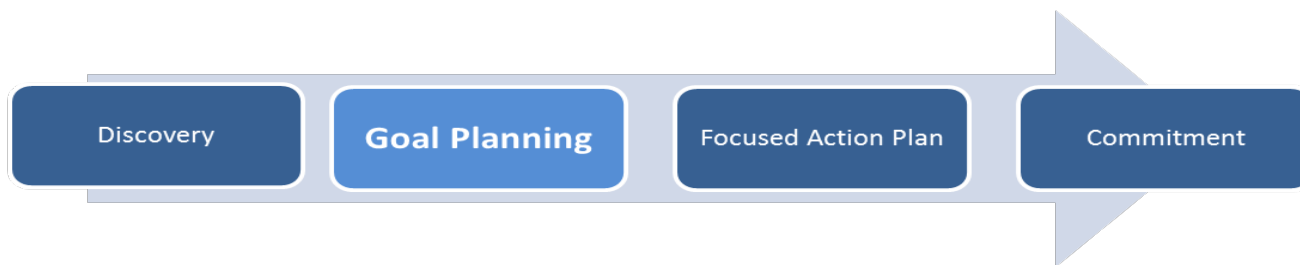 Discovery
Goal Planning
Focused Action Plan
Commitment